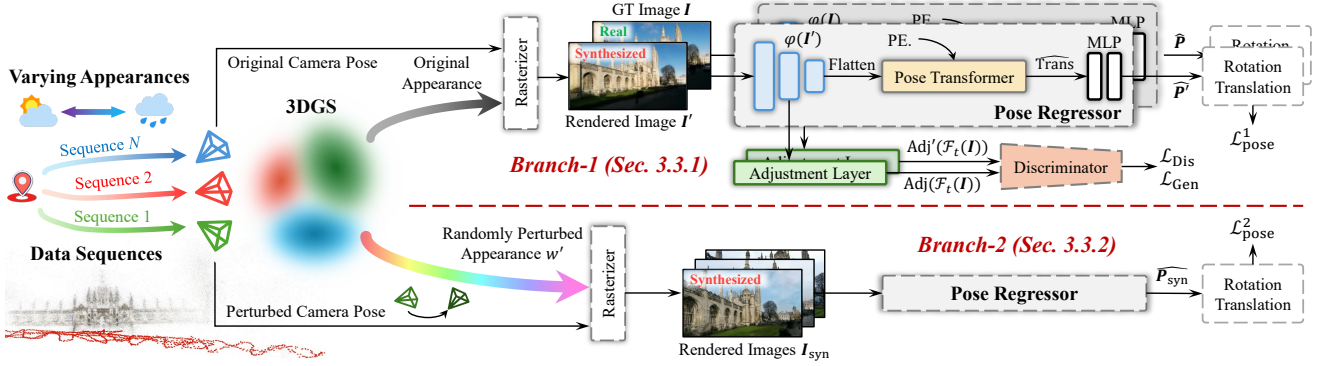 Varying Appearances
Sequence N
Sequence 2
Sequence 1
Data Sequences
Original Camera Pose
3DGS
Original
Appearance
Rasterizer
GT Image I
Real
Synthesized
Rendered Image I′
φ(I)
φ(I′)
PE.
PE.
Flatten
Pose Transformer
Trans
MLP
MLP
Pose Regressor
P̂
P̂′
Rotation
Rotation
Translation
ℒ¹pose
Branch-1 (Sec. 3.3.1)
Adjustment Layer
Adj′(ℱt(I))
Adj(ℱt(I))
Discriminator
ℒDis
ℒGen
Randomly Perturbed
Appearance w′
Perturbed Camera Pose
Rasterizer
Synthesized
Rendered Images Isyn
Branch-2 (Sec. 3.3.2)
Pose Regressor
P̂syn
Rotation
Translation
ℒ²pose